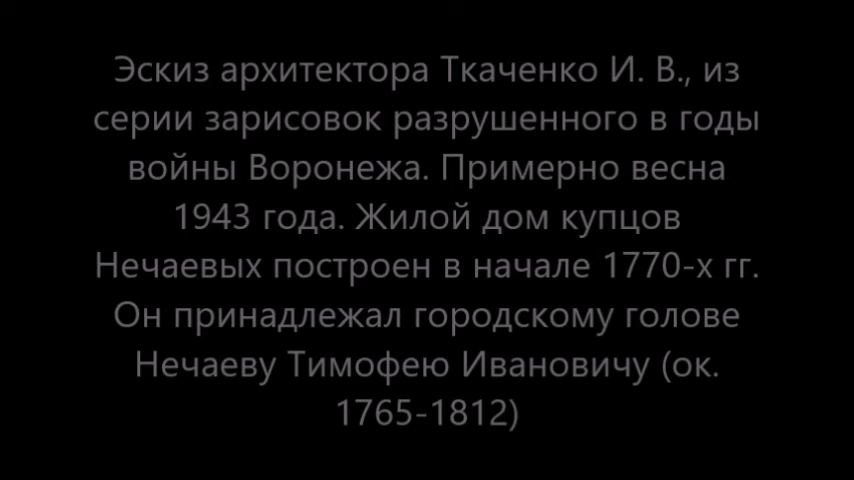 Эскиз архитектора Ткаченко И. В., из
серии зарисовок разрушенного в годы
войны Воронежа. Примерно весна
1943 года. Жилой дом купцов
Нечаевых построен в начале 1770-х гг.
Он принадлежал городскому голове
Нечаеву Тимофею Ивановичу (ок.
1765-1812)